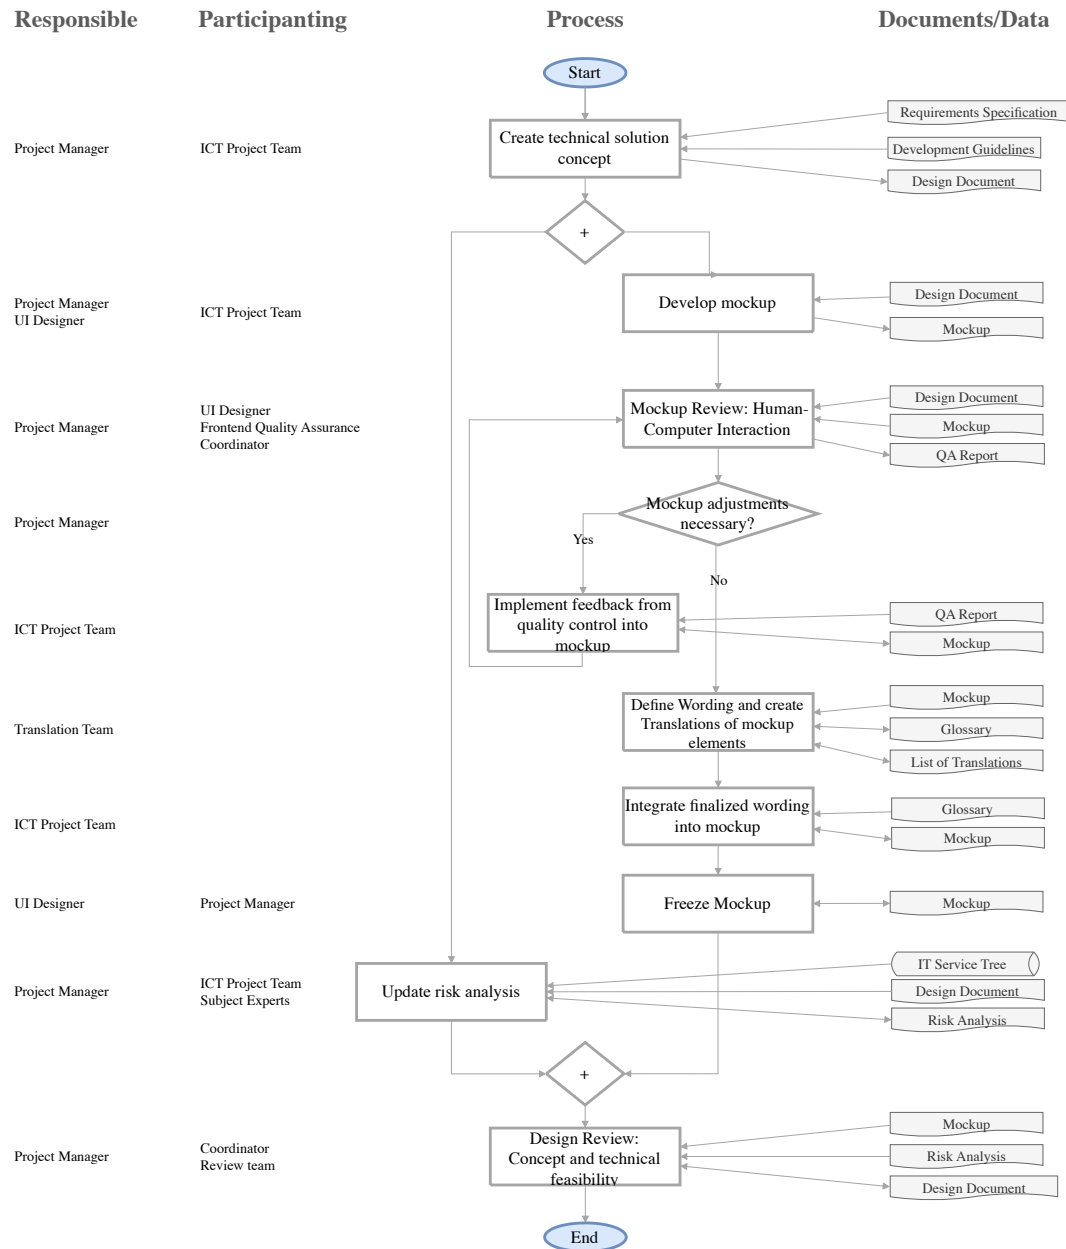 Responsible
Participanting
Process
Documents/Data
Start
Project Manager
ICT Project Team
Create technical solution
concept
Requirements Specification
Development Guidelines
Design Document
+
Project Manager
UI Designer
ICT Project Team
Develop mockup
Design Document
Mockup
Project Manager
UI Designer
Frontend Quality Assurance
Coordinator
Mockup Review: Human-
Computer Interaction
Design Document
Mockup
QA Report
Project Manager
Mockup adjustments
necessary?
Yes
No
ICT Project Team
Implement feedback from
quality control into
mockup
QA Report
Mockup
Translation Team
Define Wording and create
Translations of mockup
elements
Mockup
Glossary
List of Translations
ICT Project Team
Integrate finalized wording
into mockup
Glossary
Mockup
UI Designer
Project Manager
Freeze Mockup
Mockup
Project Manager
ICT Project Team
Subject Experts
Update risk analysis
IT Service Tree
Design Document
Risk Analysis
+
Project Manager
Coordinator
Review team
Design Review:
Concept and technical
feasibility
Mockup
Risk Analysis
Design Document
End